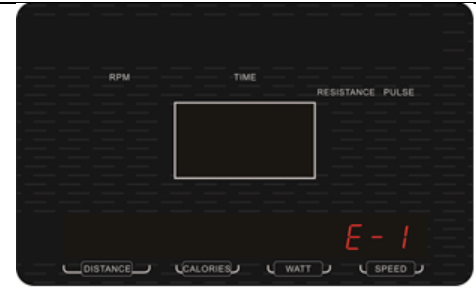 RPM TIME
RESISTANCE PULSE
E-1
DISTANCE CALORIES WATT SPEED